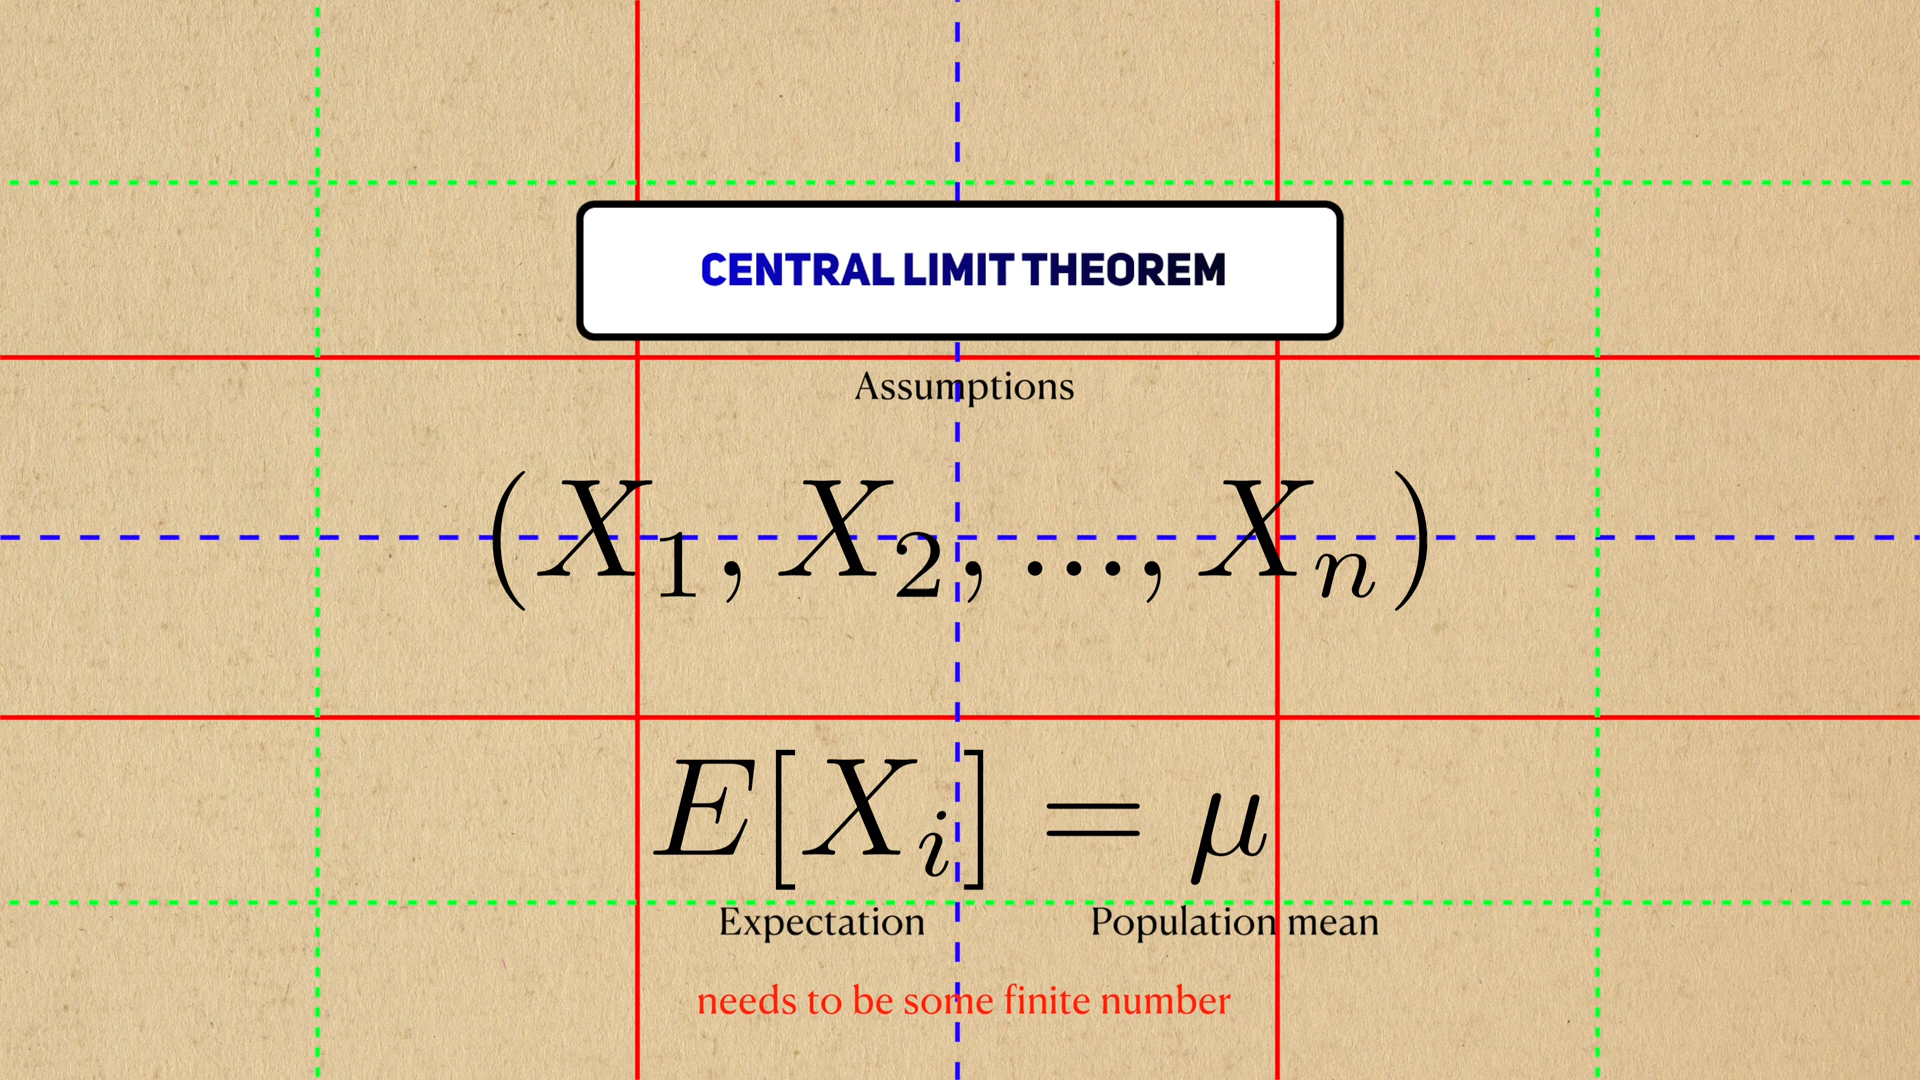 CENTRAL LIMIT THEOREM
Assumptions
(X₁, X₂, ..., Xₙ)
E[Xᵢ] = μ
Expectation Population mean
needs to be some finite number